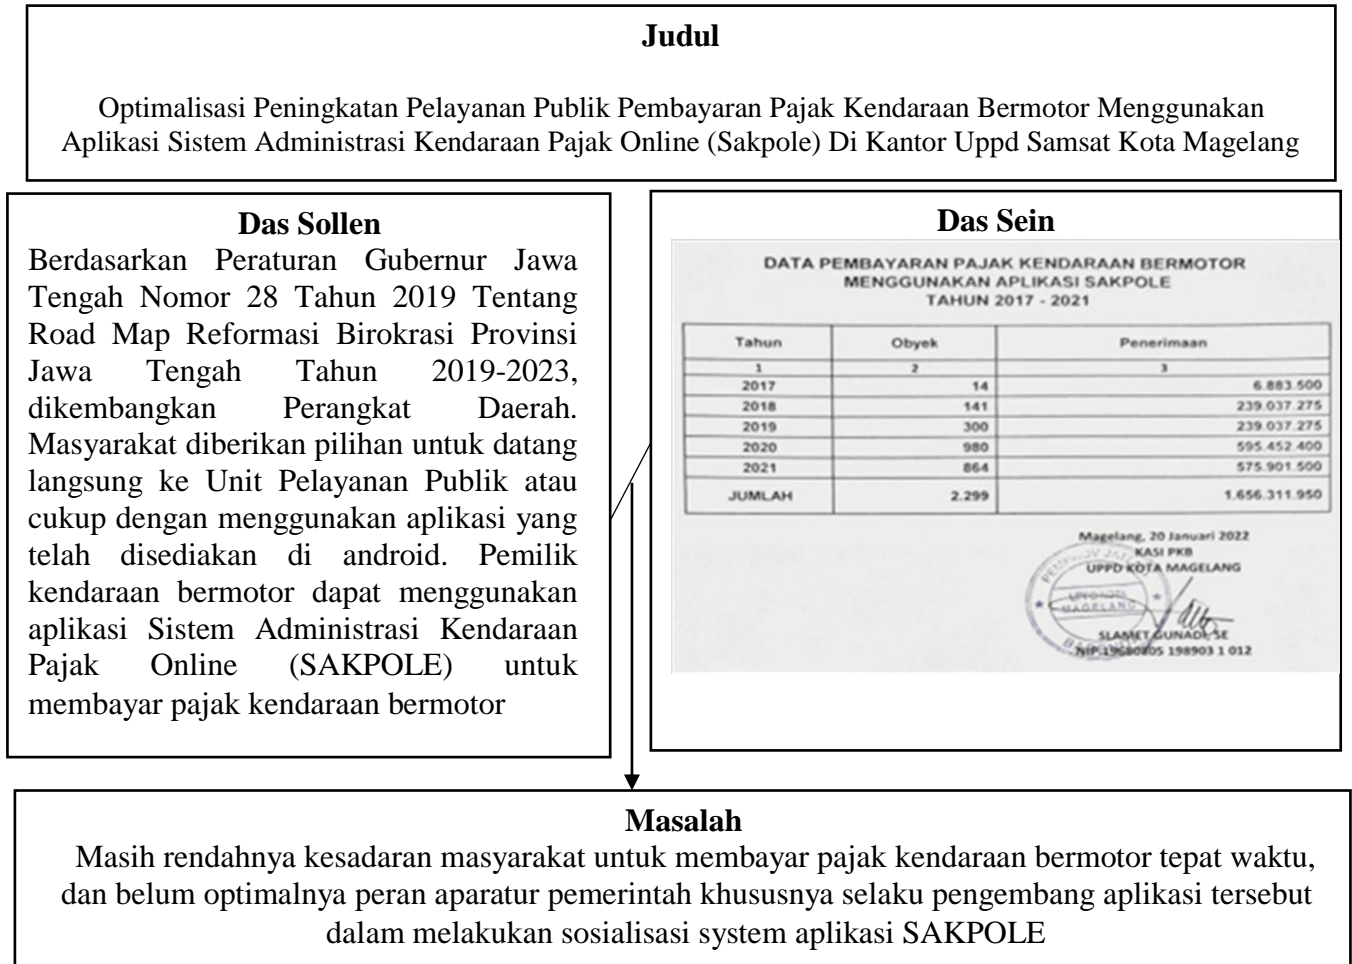 Judul
Optimalisasi Peningkatan Pelayanan Publik Pembayaran Pajak Kendaraan Bermotor Menggunakan
Aplikasi Sistem Administrasi Kendaraan Pajak Online (Sakpole) Di Kantor Uppd Samsat Kota Magelang
Das Sollen
Berdasarkan Peraturan Gubernur Jawa
Tengah Nomor 28 Tahun 2019 Tentang
Road Map Reformasi Birokrasi Provinsi
Jawa Tengah Tahun 2019-2023,
dikembangkan Perangkat Daerah.
Masyarakat diberikan pilihan untuk datang
langsung ke Unit Pelayanan Publik atau
cukup dengan menggunakan aplikasi yang
telah disediakan di android. Pemilik
kendaraan bermotor dapat menggunakan
aplikasi Sistem Administrasi Kendaraan
Pajak Online (SAKPOLE) untuk
membayar pajak kendaraan bermotor
Das Sein
DATA PEMBAYARAN PAJAK KENDARAAN BERMOTOR
MENGGUNAKAN APLIKASI SAKPOLE
TAHUN 2017 - 2021
Tahun Obyek Penerimaan
1 2 3
2017 14 6.883.500
2018 141 239.037.275
2019 300 239.037.275
2020 980 595.452.400
2021 864 575.901.500
JUMLAH 2.299 1.656.311.950
Magelang, 20 Januari 2022
KASI PKB
UPPD KOTA MAGELANG
MAGELANG
SLAMET GUNADI, SE
NIP.19680805 198903 1 012
Masalah
Masih rendahnya kesadaran masyarakat untuk membayar pajak kendaraan bermotor tepat waktu,
dan belum optimalnya peran aparatur pemerintah khususnya selaku pengembang aplikasi tersebut
dalam melakukan sosialisasi system aplikasi SAKPOLE